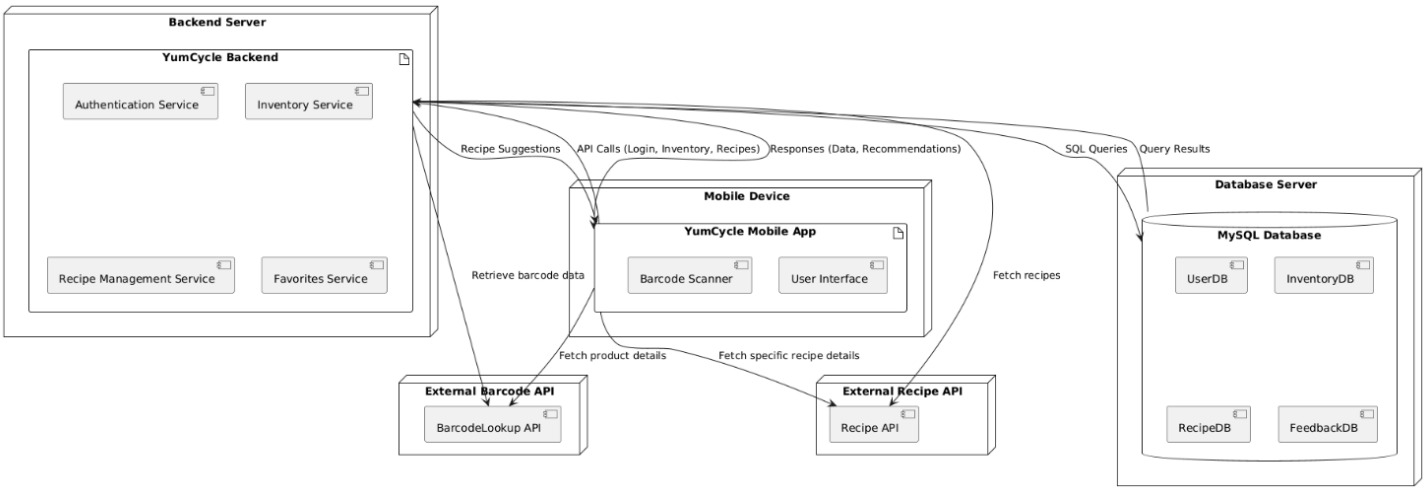 Backend Server
YumCycle Backend
Authentication Service
Inventory Service
Recipe Management Service
Favorites Service
Recipe Suggestions
API Calls (Login, Inventory, Recipes)
Responses (Data, Recommendations)
SQL Queries
Query Results
Mobile Device
YumCycle Mobile App
Barcode Scanner
User Interface
Database Server
MySQL Database
UserDB
InventoryDB
RecipeDB
FeedbackDB
Retrieve barcode data
Fetch recipes
Fetch product details
Fetch specific recipe details
External Barcode API
BarcodeLookup API
External Recipe API
Recipe API